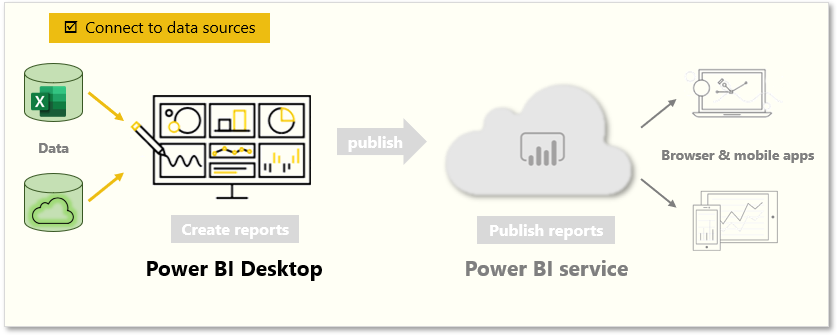 Connect to data sources
X
Data
publish
Browser & mobile apps
Create reports
Publish reports
Power BI Desktop
Power BI service